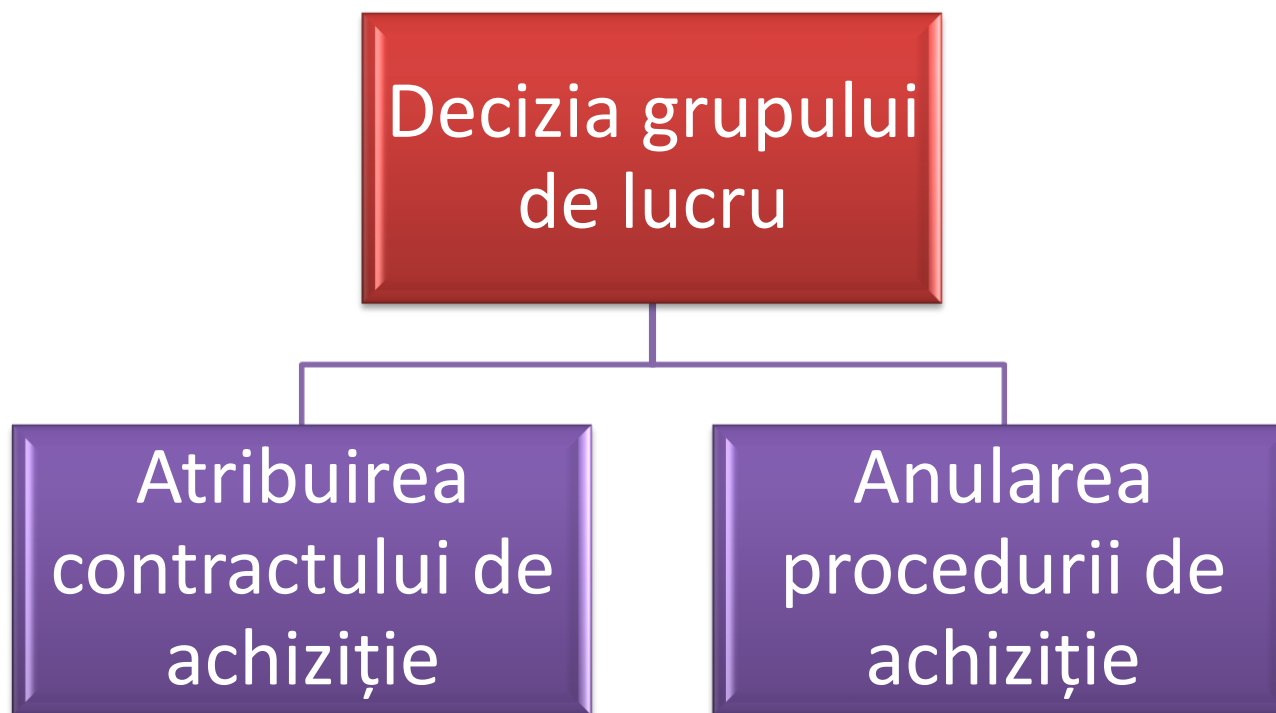 Decizia grupului
de lucru
Atribuirea
contractului de
achiziție
Anularea
procedurii de
achiziție